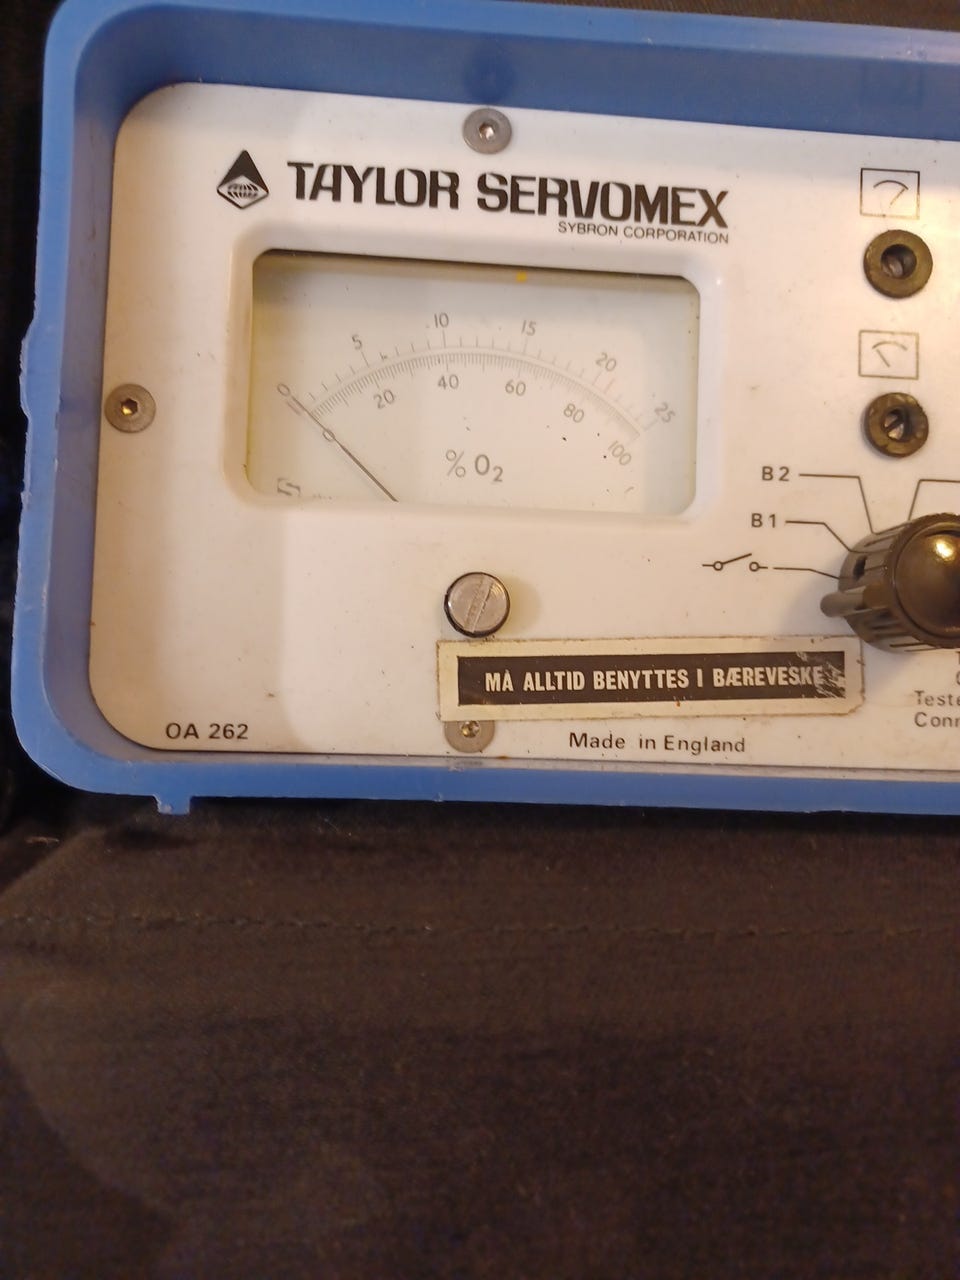 TAYLOR SERVOMEX
SYBRON CORPORATION
0 5 10 15 20 25
20 40 60 80 100
% O2
B2
B1
MÅ ALLTID BENYTTES I BÆREVESKE
OA 262
Made in England